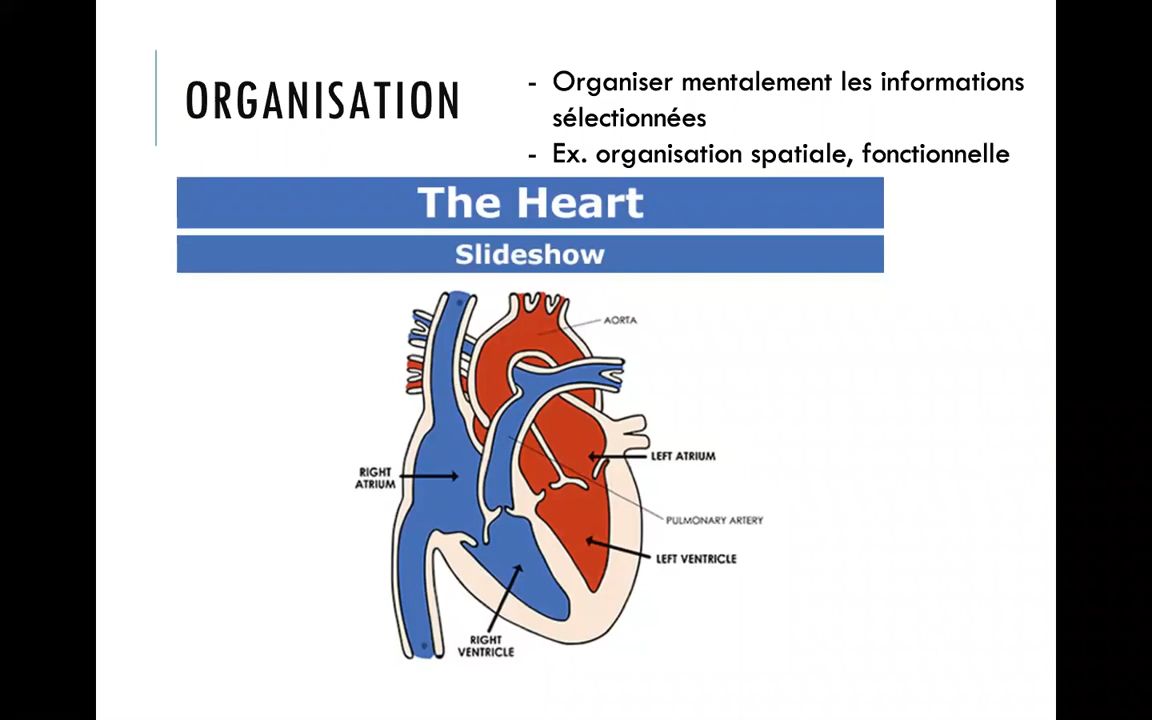 ORGANISATION
- Organiser mentalement les informations
sélectionnées
- Ex. organisation spatiale, fonctionnelle
The Heart
Slideshow
AORTA
LEFT ATRIUM
RIGHT
ATRIUM
PULMONARY ARTERY
LEFT VENTRICLE
RIGHT
VENTRICLE